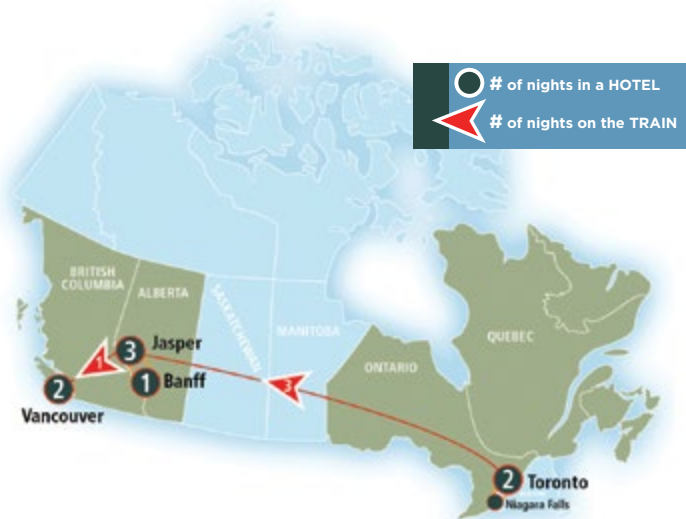 # of nights in a HOTEL
# of nights on the TRAIN
BRITISH
COLUMBIA
ALBERTA
SASKATCHEWAN
MANITOBA
ONTARIO
QUEBEC
3 Jasper
1
1 Banff
3
2
Vancouver
2 Toronto
Niagara Falls